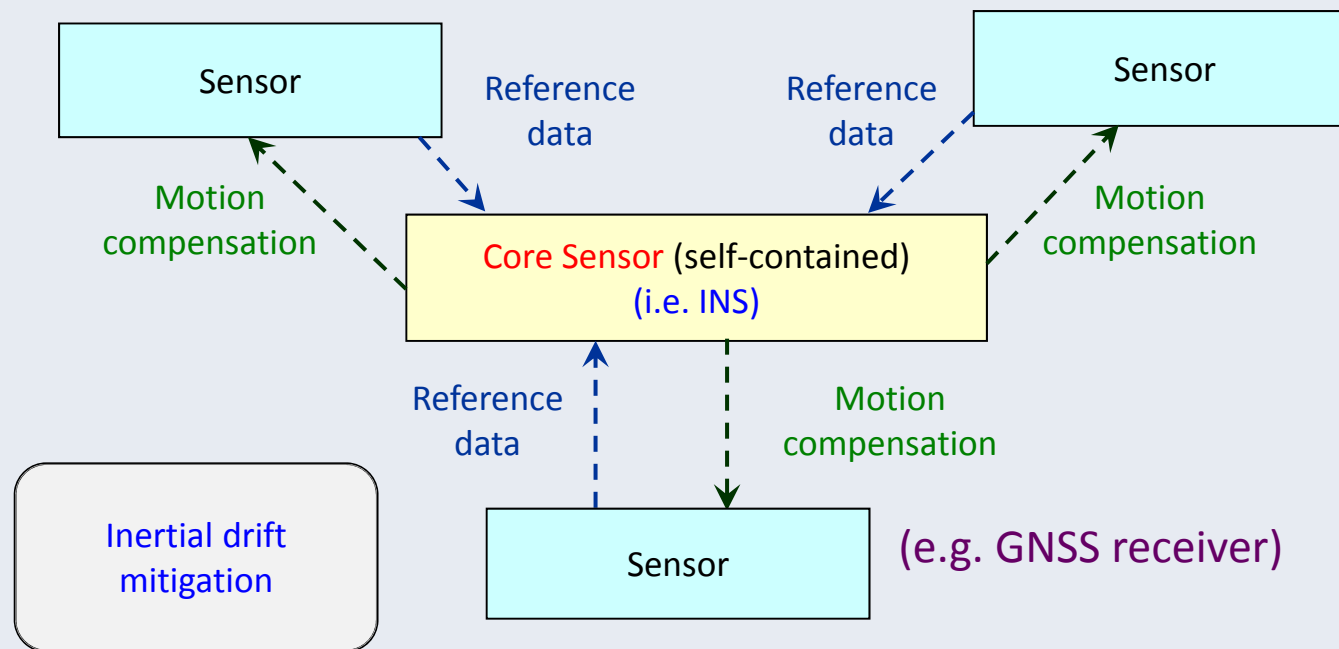 Sensor
Reference
data
Reference
data
Sensor
Motion
compensation
Core Sensor (self-contained)
(i.e. INS)
Motion
compensation
Reference
data
Motion
compensation
Inertial drift
mitigation
Sensor
(e.g. GNSS receiver)